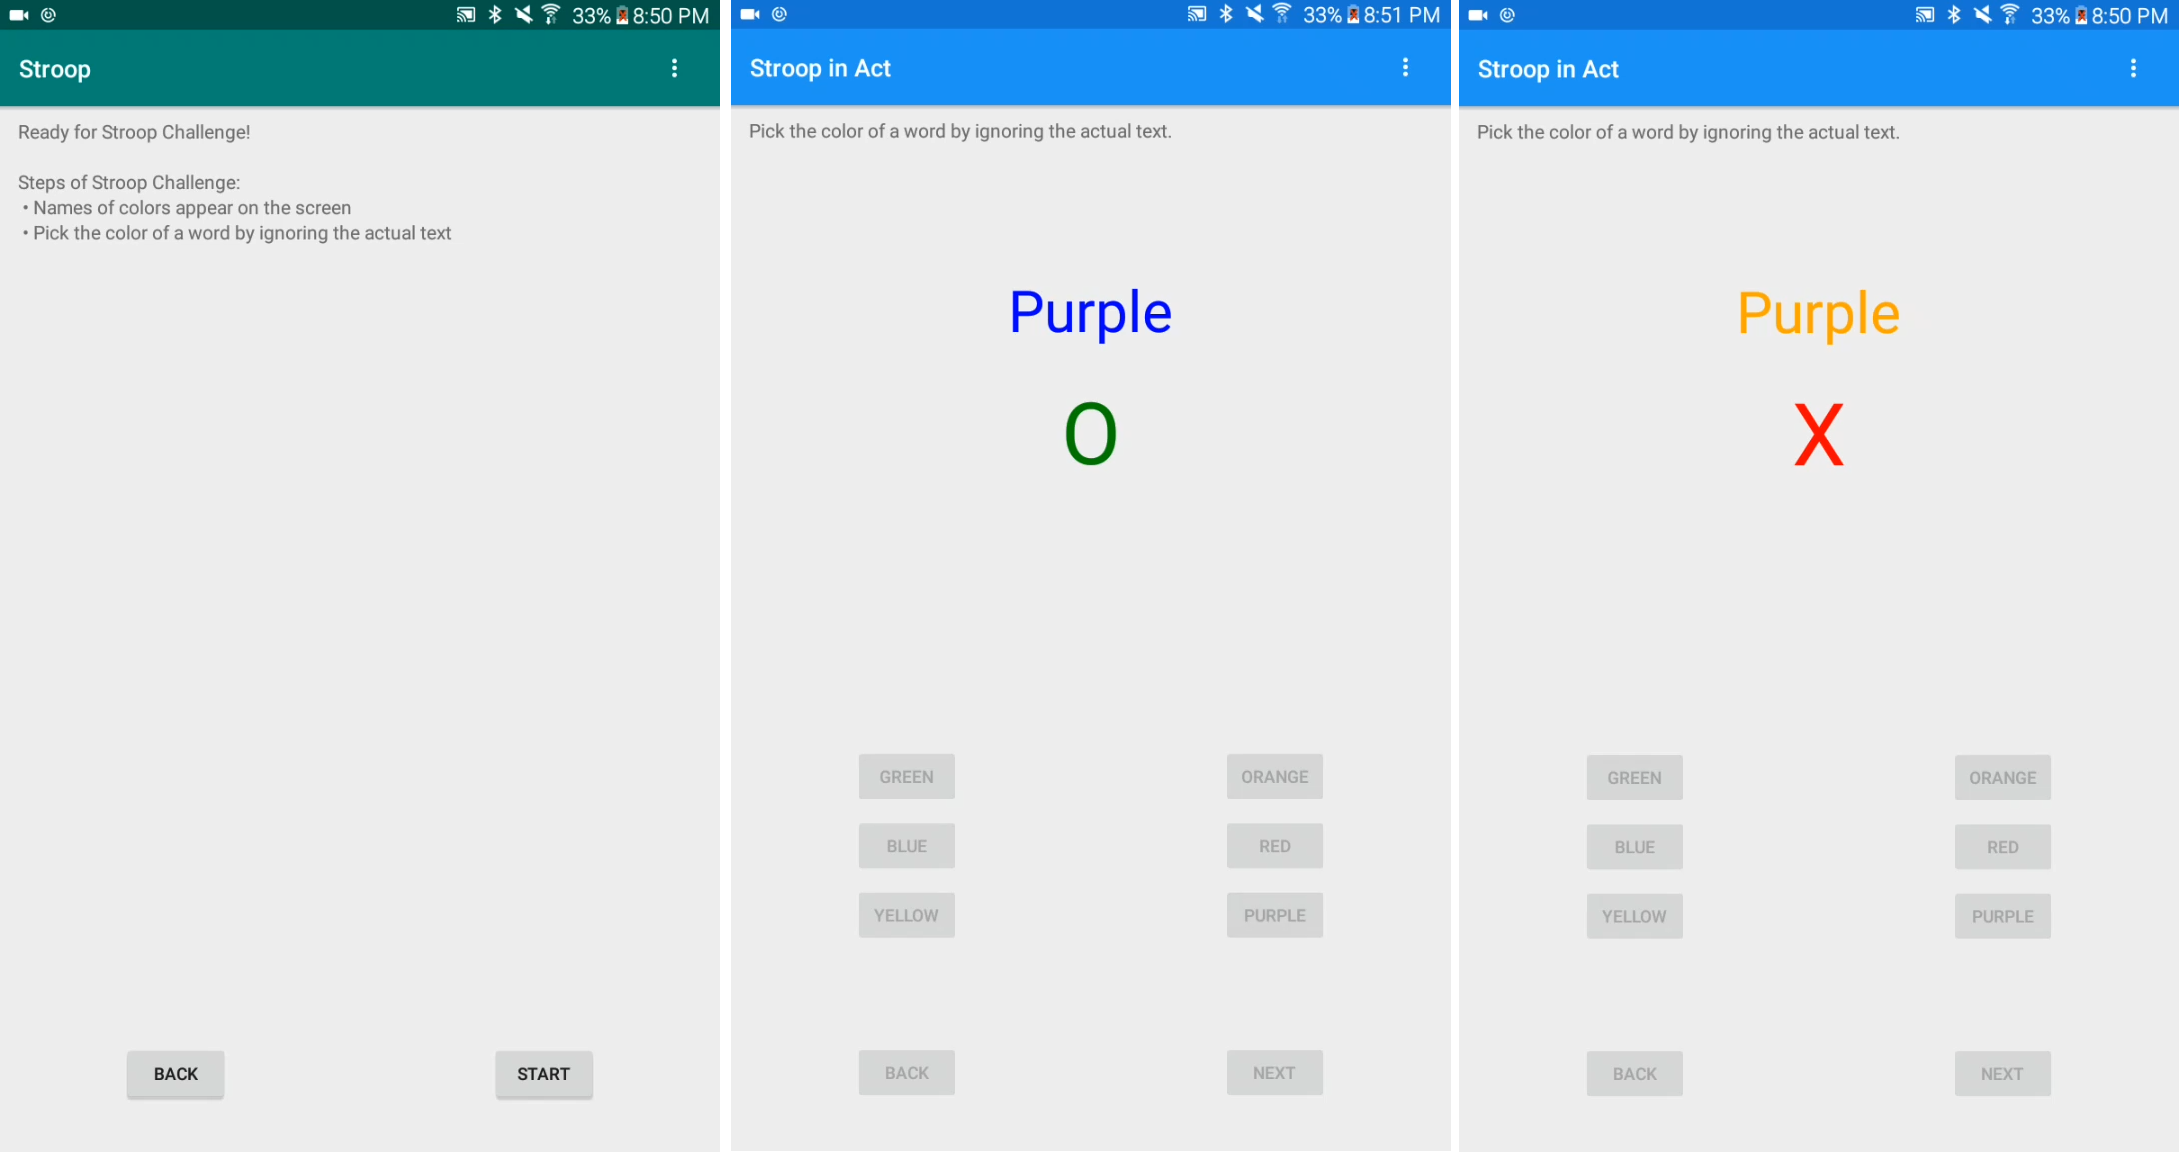 33% 8:50 PM
Stroop
Ready for Stroop Challenge!
Steps of Stroop Challenge:
• Names of colors appear on the screen
• Pick the color of a word by ignoring the actual text
BACK START
33% 8:51 PM
Stroop in Act
Pick the color of a word by ignoring the actual text.
Purple
O
GREEN ORANGE
BLUE RED
YELLOW PURPLE
BACK NEXT
33% 8:50 PM
Stroop in Act
Pick the color of a word by ignoring the actual text.
Purple
X
GREEN ORANGE
BLUE RED
YELLOW PURPLE
BACK NEXT